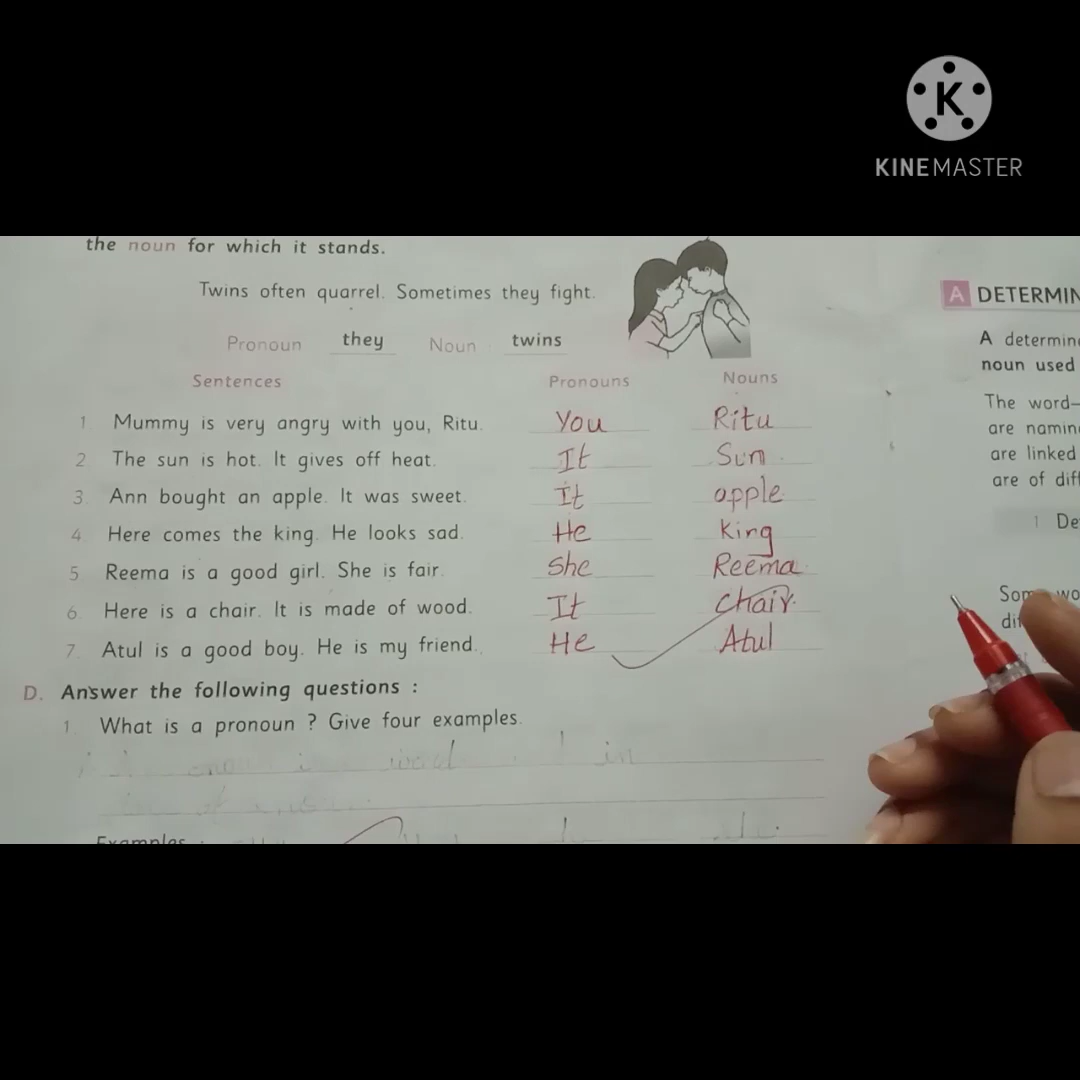 K
KINEMASTER
the noun for which it stands.
Twins often quarrel. Sometimes they fight.
Pronoun they Noun twins
Sentences Pronouns Nouns
1 Mummy is very angry with you, Ritu. You Ritu
2 The sun is hot. It gives off heat. It Sun
3. Ann bought an apple. It was sweet. It apple
4. Here comes the king. He looks sad. He King
5. Reema is a good girl. She is fair. She Reema
6. Here is a chair. It is made of wood. It Chair.
7. Atul is a good boy. He is my friend. He Atul
D. Answer the following questions :
1. What is a pronoun ? Give four examples.
word in
Examples
A DETERMIN
A determin
noun used
The word—
are namin
are linked
are of diff
1 De